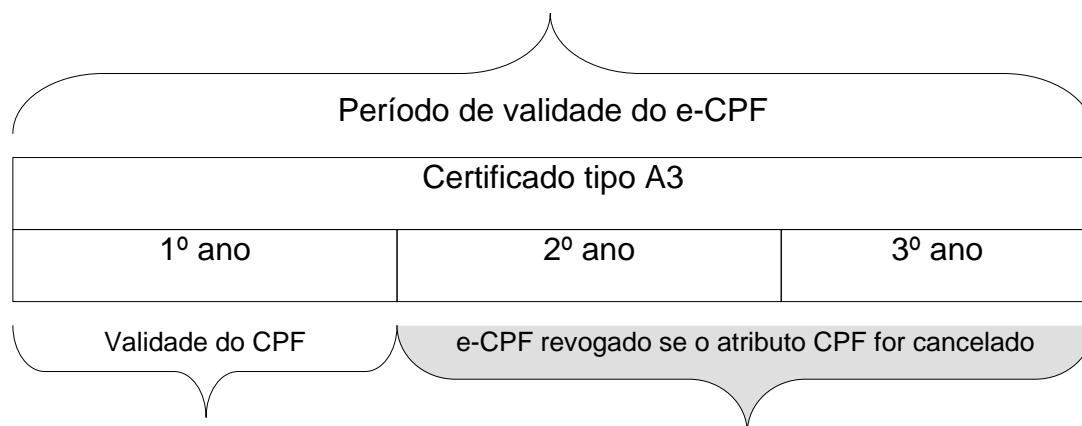 Período de validade do e-CPF
Certificado tipo A3
1º ano
2º ano
3º ano
Validade do CPF
e-CPF revogado se o atributo CPF for cancelado